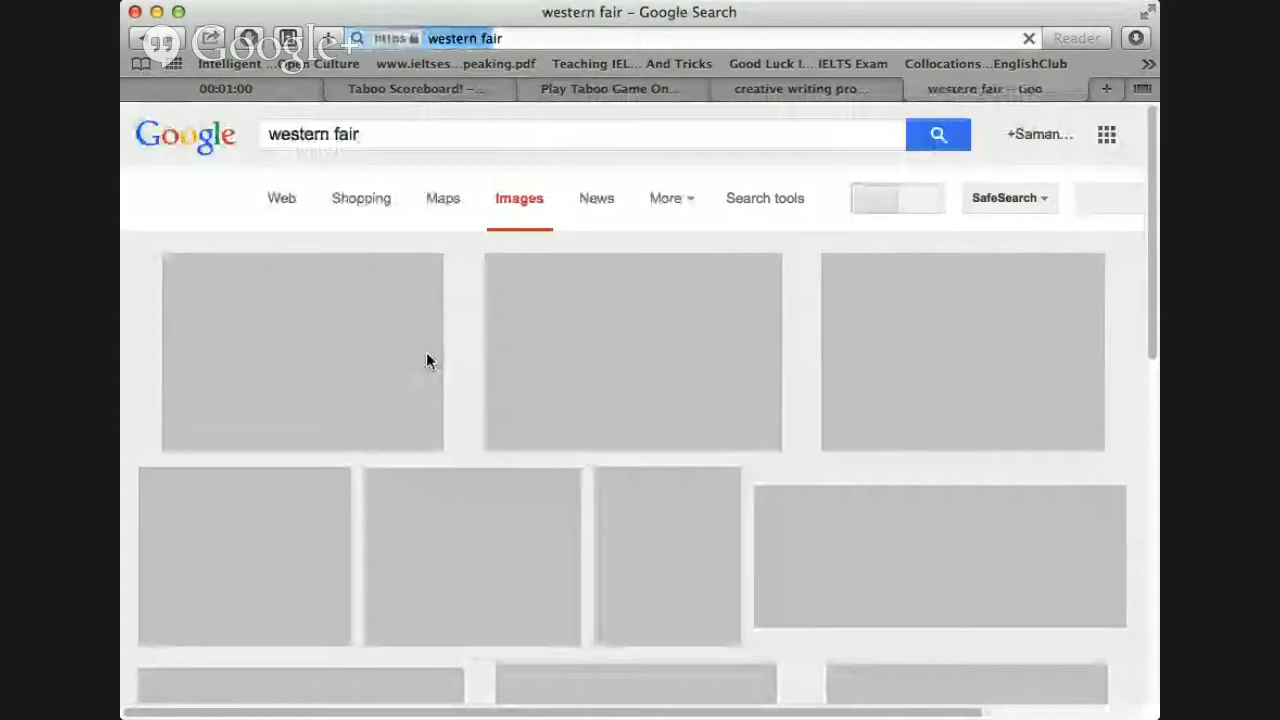 western fair – Google Search
Google+
https western fair
Reader
Intelligent ...Open Culture www.ieltses...peaking.pdf Teaching IEL... And Tricks Good Luck I... IELTS Exam Collocations...EnglishClub
00:01:00 Taboo Scoreboard! –... Play Taboo Game On... creative writing pro... western fair – Goo...
Google western fair +Saman...
Web Shopping Maps Images News More Search tools SafeSearch